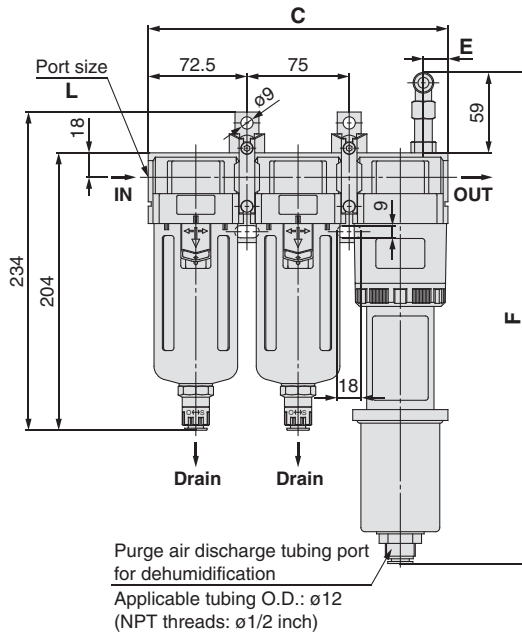 C
E
72.5
75
Port size
L
ø9
59
18
IN
OUT
9
234
204
F
18
Drain
Drain
Purge air discharge tubing port
for dehumidification
Applicable tubing O.D.: ø12
(NPT threads: ø1/2 inch)